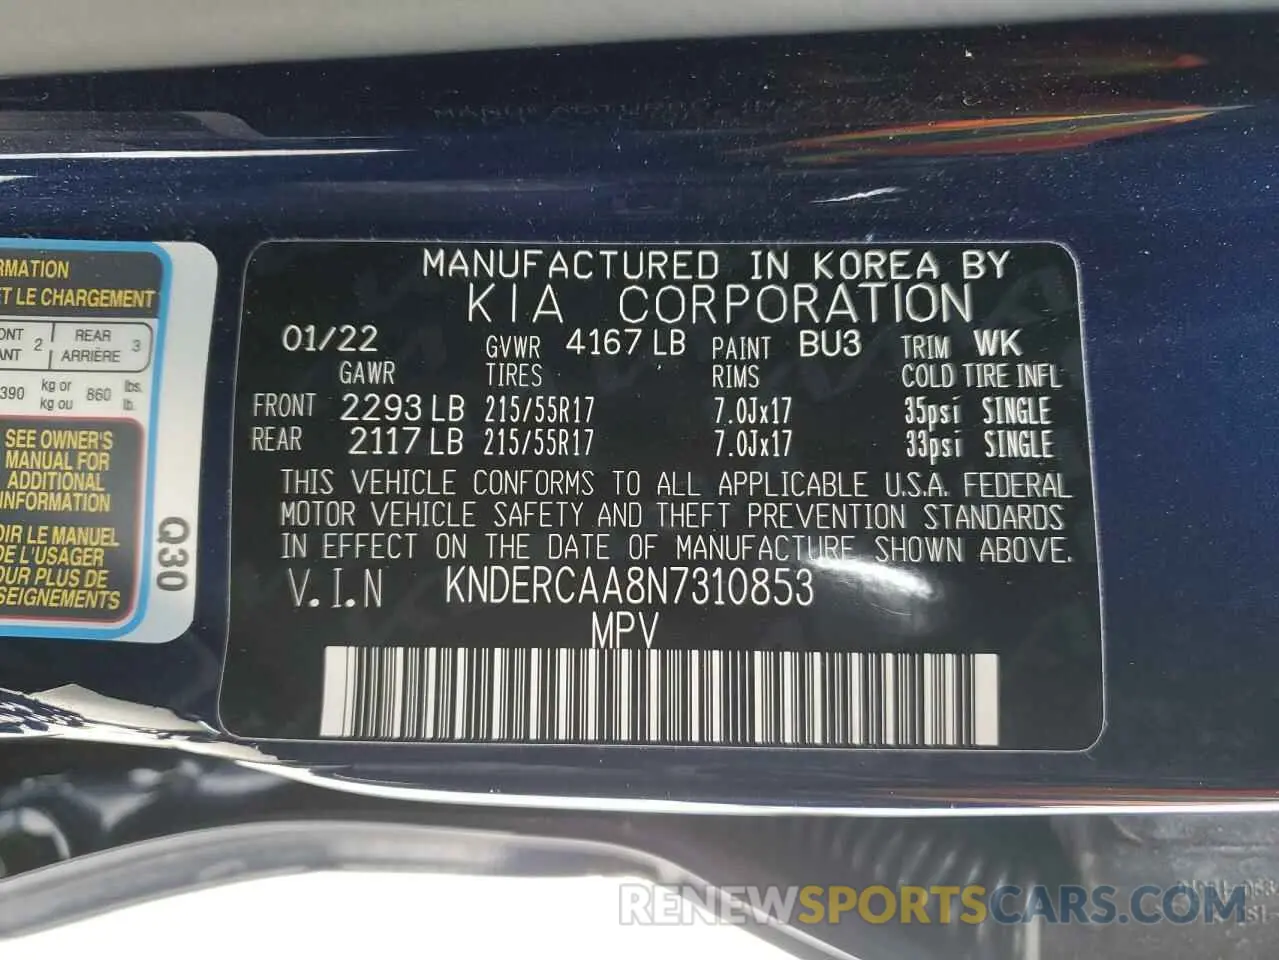 RMATION
ET LE CHARGEMENT
ONT 2 REAR 3
ANT ARRIÈRE
390 kg or 860 lbs.
kg ou lb.
SEE OWNER'S
MANUAL FOR
ADDITIONAL
INFORMATION
OIR LE MANUEL
DE L'USAGER
OUR PLUS DE
SEIGNEMENTS
Q30
MANUFACTURED IN KOREA BY
KIA CORPORATION
01/22 GVWR 4167 LB PAINT BU3 TRIM WK
GAWR TIRES RIMS COLD TIRE INFL
FRONT 2293 LB 215/55R17 7.0Jx17 35psi SINGLE
REAR 2117 LB 215/55R17 7.0Jx17 33psi SINGLE
THIS VEHICLE CONFORMS TO ALL APPLICABLE U.S.A. FEDERAL
MOTOR VEHICLE SAFETY AND THEFT PREVENTION STANDARDS
IN EFFECT ON THE DATE OF MANUFACTURE SHOWN ABOVE.
V.I.N KNDERCAA8N7310853
MPV
RENEWSPORTSCARS.COM